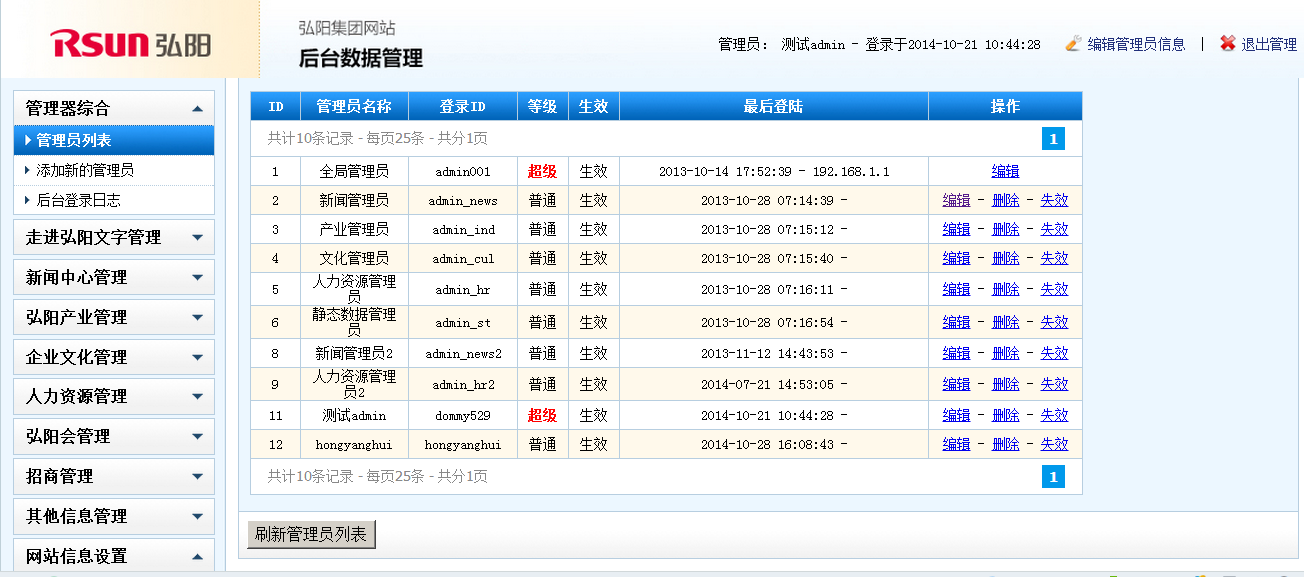 Rsun 弘阳
弘阳集团网站
后台数据管理
管理员: 测试admin - 登录于2014-10-21 10:44:28 编辑管理员信息 | 退出管理
管理器综合
管理员列表
添加新的管理员
后台登录日志
走进弘阳文字管理
新闻中心管理
弘阳产业管理
企业文化管理
人力资源管理
弘阳会管理
招商管理
其他信息管理
网站信息设置
ID 管理员名称 登录ID 等级 生效 最后登陆 操作
共计10条记录 - 每页25条 - 共分1页 1
1 全局管理员 admin001 超级 生效 2013-10-14 17:52:39 - 192.168.1.1 编辑
2 新闻管理员 admin_news 普通 生效 2013-10-28 07:14:39 - 编辑 - 删除 - 失效
3 产业管理员 admin_ind 普通 生效 2013-10-28 07:15:12 - 编辑 - 删除 - 失效
4 文化管理员 admin_cul 普通 生效 2013-10-28 07:15:40 - 编辑 - 删除 - 失效
5 人力资源管理员 admin_hr 普通 生效 2013-10-28 07:16:11 - 编辑 - 删除 - 失效
6 静态数据管理员 admin_st 普通 生效 2013-10-28 07:16:54 - 编辑 - 删除 - 失效
8 新闻管理员2 admin_news2 普通 生效 2013-11-12 14:43:53 - 编辑 - 删除 - 失效
9 人力资源管理员2 admin_hr2 普通 生效 2014-07-21 14:53:05 - 编辑 - 删除 - 失效
11 测试admin dommy529 超级 生效 2014-10-21 10:44:28 - 编辑 - 删除 - 失效
12 hongyanghui hongyanghui 普通 生效 2014-10-28 16:08:43 - 编辑 - 删除 - 失效
共计10条记录 - 每页25条 - 共分1页 1
刷新管理员列表